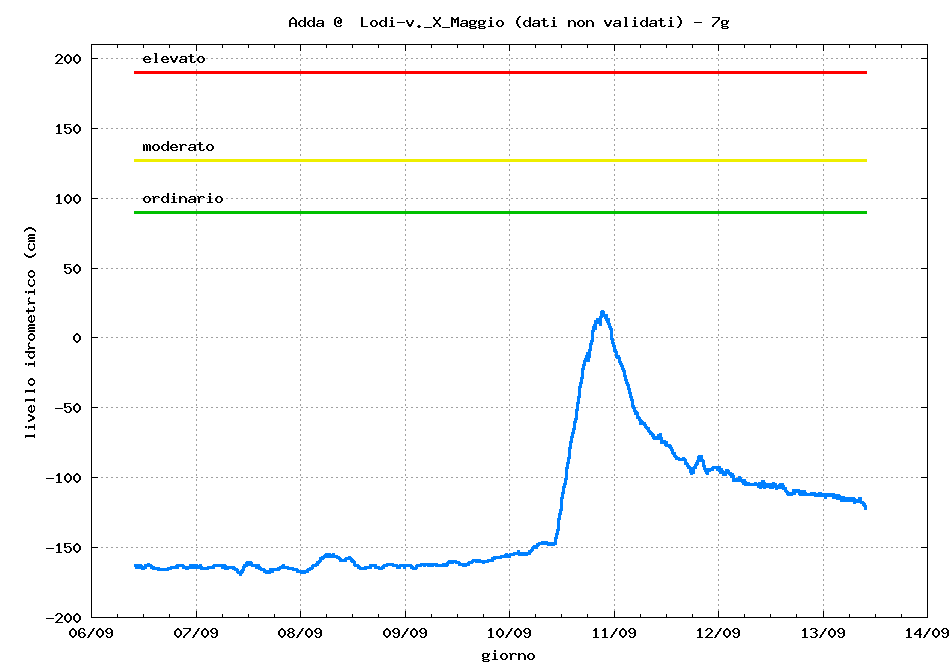 Adda @  Lodi-v._X_Maggio (dati non validati) - 7g
200
elevato
150
moderato
100
ordinario
50
0
-50
-100
-150
-200
livello idrometrico (cm)
06/09 07/09 08/09 09/09 10/09 11/09 12/09 13/09 14/09
giorno